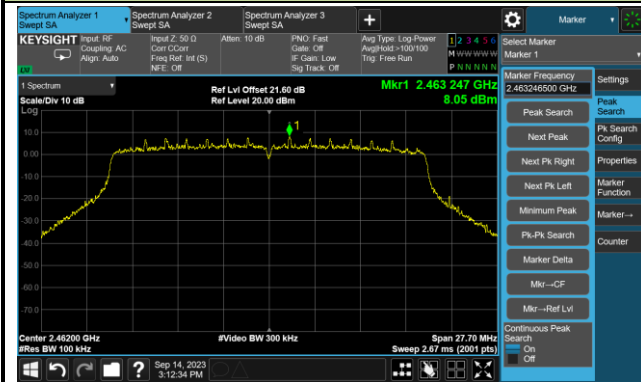 Spectrum Analyzer 1
Swept SA
Spectrum Analyzer 2
Swept SA
Spectrum Analyzer 3
Swept SA
+
Marker
KEYSIGHT
Input: RF
Coupling: AC
Align: Auto
Input Z: 50 Ω
Corr CCorr
Freq Ref: Int (S)
NFE: Off
Atten: 10 dB
PNO: Fast
Gate: Off
IF Gain: Low
Sig Track: Off
Avg Type: Log-Power
Avg|Hold:>100/100
Trig: Free Run
1 2 3 4 5 6
M W W W W W
P N N N N N
Select Marker
Marker 1
1 Spectrum
Scale/Div 10 dB
Log
Ref Lvl Offset 21.60 dB
Ref Level 20.00 dBm
Mkr1 2.463 247 GHz
8.05 dBm
1
10.0
0.00
-10.0
-20.0
-30.0
-40.0
-50.0
-60.0
-70.0
Center 2.46200 GHz
#Res BW 100 kHz
#Video BW 300 kHz
Span 27.70 MHz
Sweep 2.67 ms (2001 pts)
Marker Frequency
2.463246500 GHz
Peak Search
Next Peak
Next Pk Right
Next Pk Left
Minimum Peak
Pk-Pk Search
Marker Delta
Mkr→CF
Mkr→Ref Lvl
Continuous Peak
Search
On
Off
Settings
Peak
Search
Pk Search
Config
Properties
Marker
Function
Marker→
Counter
?
Sep 14, 2023
3:12:34 PM